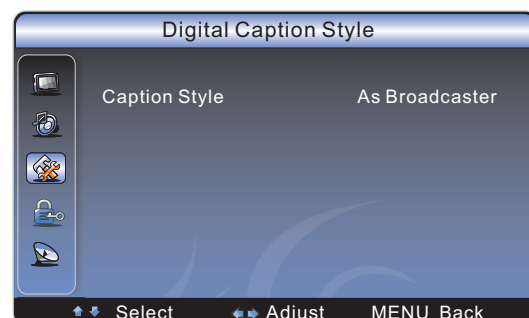 Digital Caption Style
Caption Style As Broadcaster
Select Adjust MENU Back